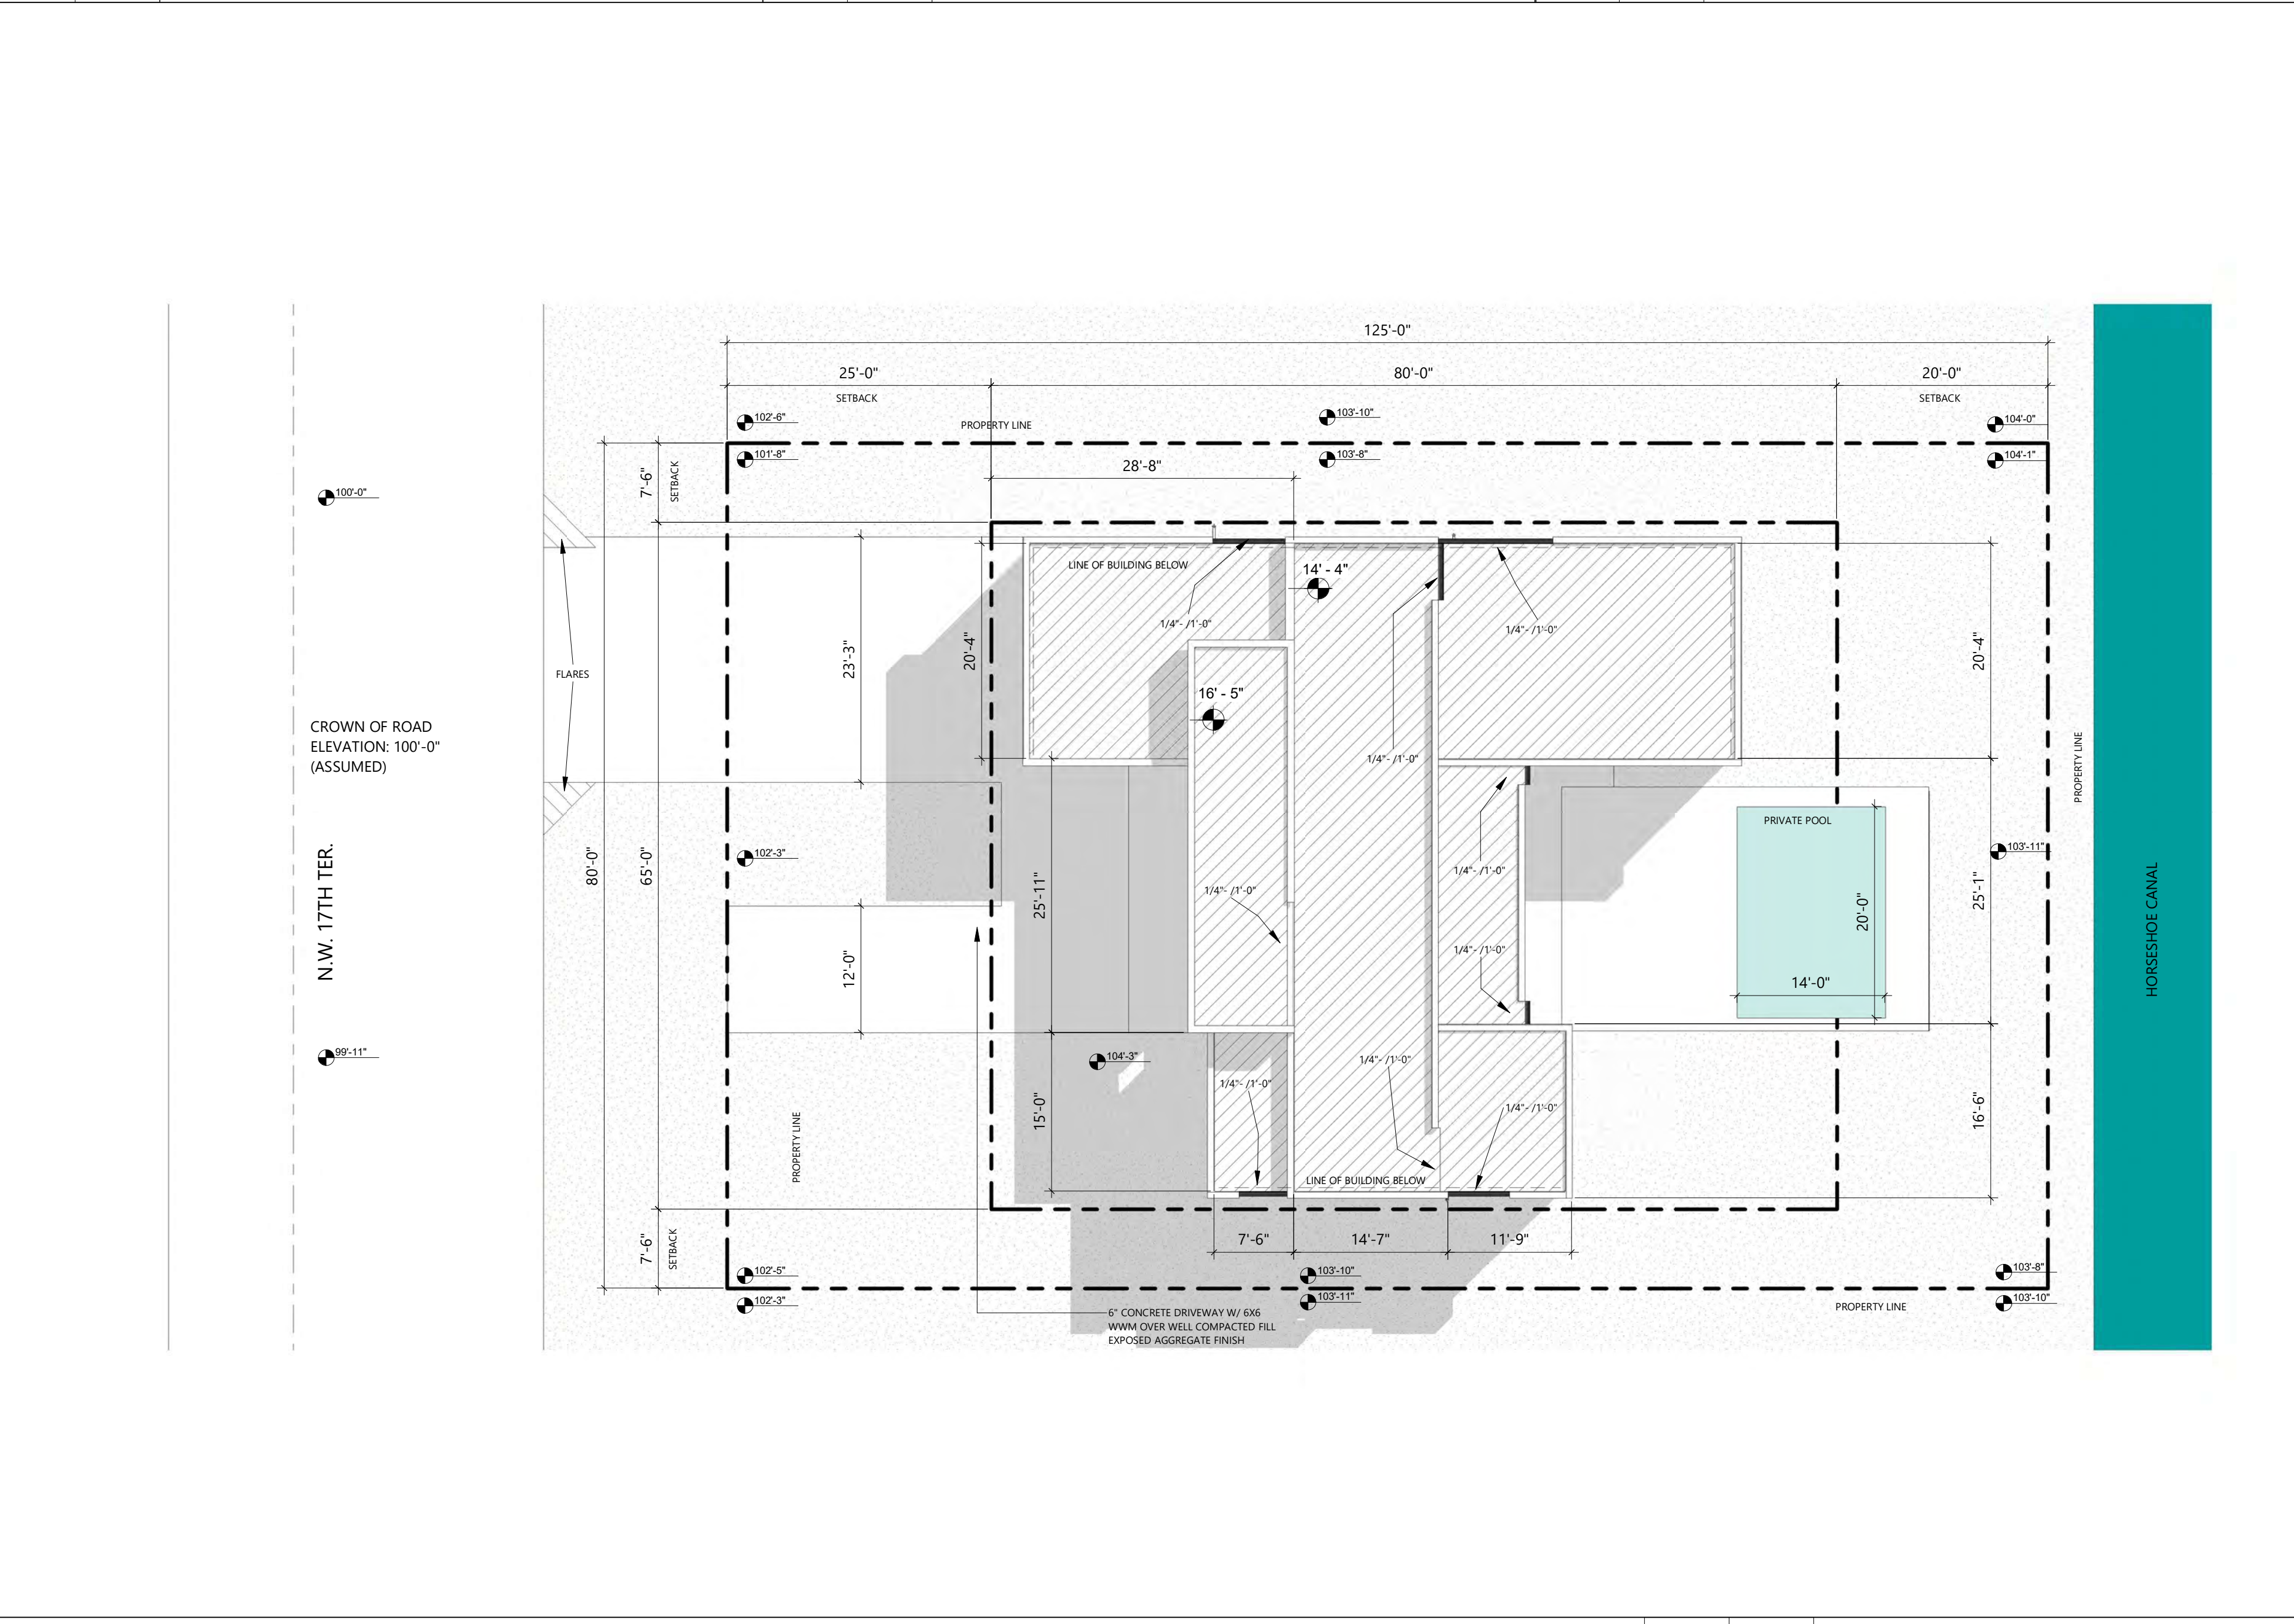 125'-0"
25'-0"
80'-0"
20'-0"
SETBACK
SETBACK
102'-6"
103'-10"
104'-0"
PROPERTY LINE
101'-8"
103'-8"
104'-1"
28'-8"
7'-6"
SETBACK
100'-0"
LINE OF BUILDING BELOW
14' - 4"
1/4"- /1'-0"
1/4"- /1'-0"
20'-4"
23'-3"
20'-4"
FLARES
16' - 5"
CROWN OF ROAD
ELEVATION: 100'-0"
(ASSUMED)
1/4"- /1'-0"
PROPERTY LINE
PRIVATE POOL
102'-3"
103'-11"
80'-0"
65'-0"
1/4"- /1'-0"
1/4"- /1'-0"
25'-11"
25'-1"
20'-0"
N.W. 17TH TER.
HORSESHOE CANAL
12'-0"
1/4"- /1'-0"
14'-0"
99'-11"
104'-3"
1/4"- /1'-0"
1/4"- /1'-0"
1/4"- /1'-0"
15'-0"
16'-6"
PROPERTY LINE
LINE OF BUILDING BELOW
7'-6"
SETBACK
7'-6"
14'-7"
11'-9"
102'-5"
103'-10"
103'-8"
102'-3"
103'-11"
103'-10"
PROPERTY LINE
6" CONCRETE DRIVEWAY W/ 6X6
WWM OVER WELL COMPACTED FILL
EXPOSED AGGREGATE FINISH